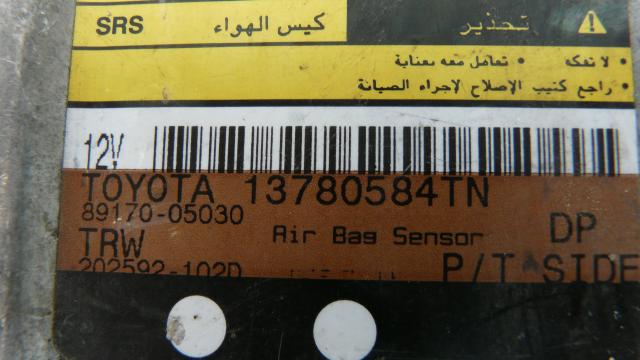 SRS كيس الهواء تحذير
• لا تفكه • تعامل معه بعناية
• راجع كتيب الإصلاح لإجراء الصيانة
12V
TOYOTA 13780584TN
89170-05030
TRW Air Bag Sensor DP
202592-102D P/T SIDE